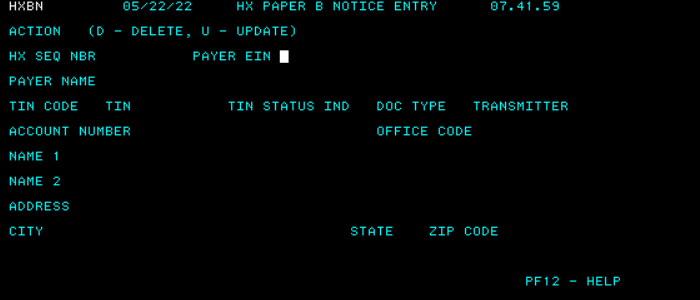 HXBN 05/22/22 HX PAPER B NOTICE ENTRY 07.41.59
ACTION (D - DELETE, U - UPDATE)
HX SEQ NBR PAYER EIN
PAYER NAME
TIN CODE TIN TIN STATUS IND DOC TYPE TRANSMITTER
ACCOUNT NUMBER OFFICE CODE
NAME 1
NAME 2
ADDRESS
CITY STATE ZIP CODE
PF12 - HELP